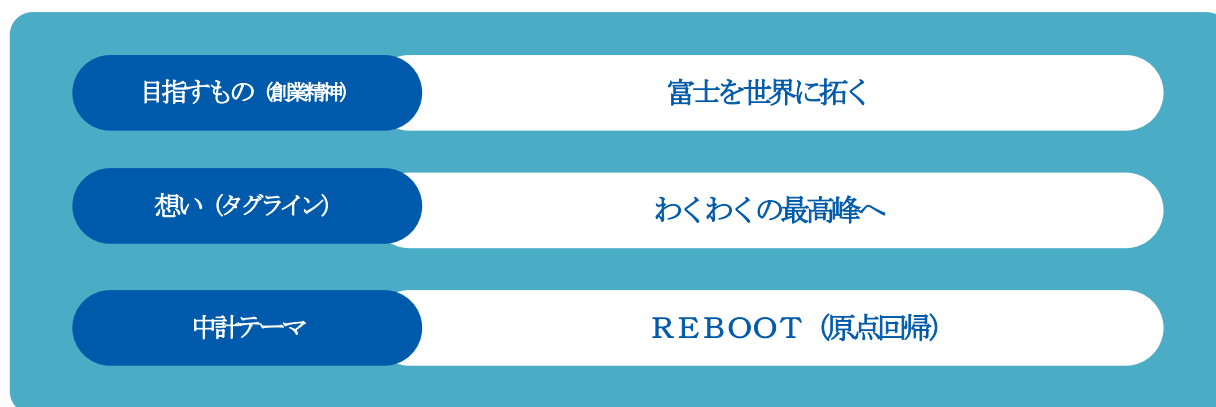 目指すもの（創業精神）
富士を世界に拓く
想い（タグライン）
わくわくの最高峰へ
中計テーマ
ＲＥＢＯＯＴ（原点回帰）